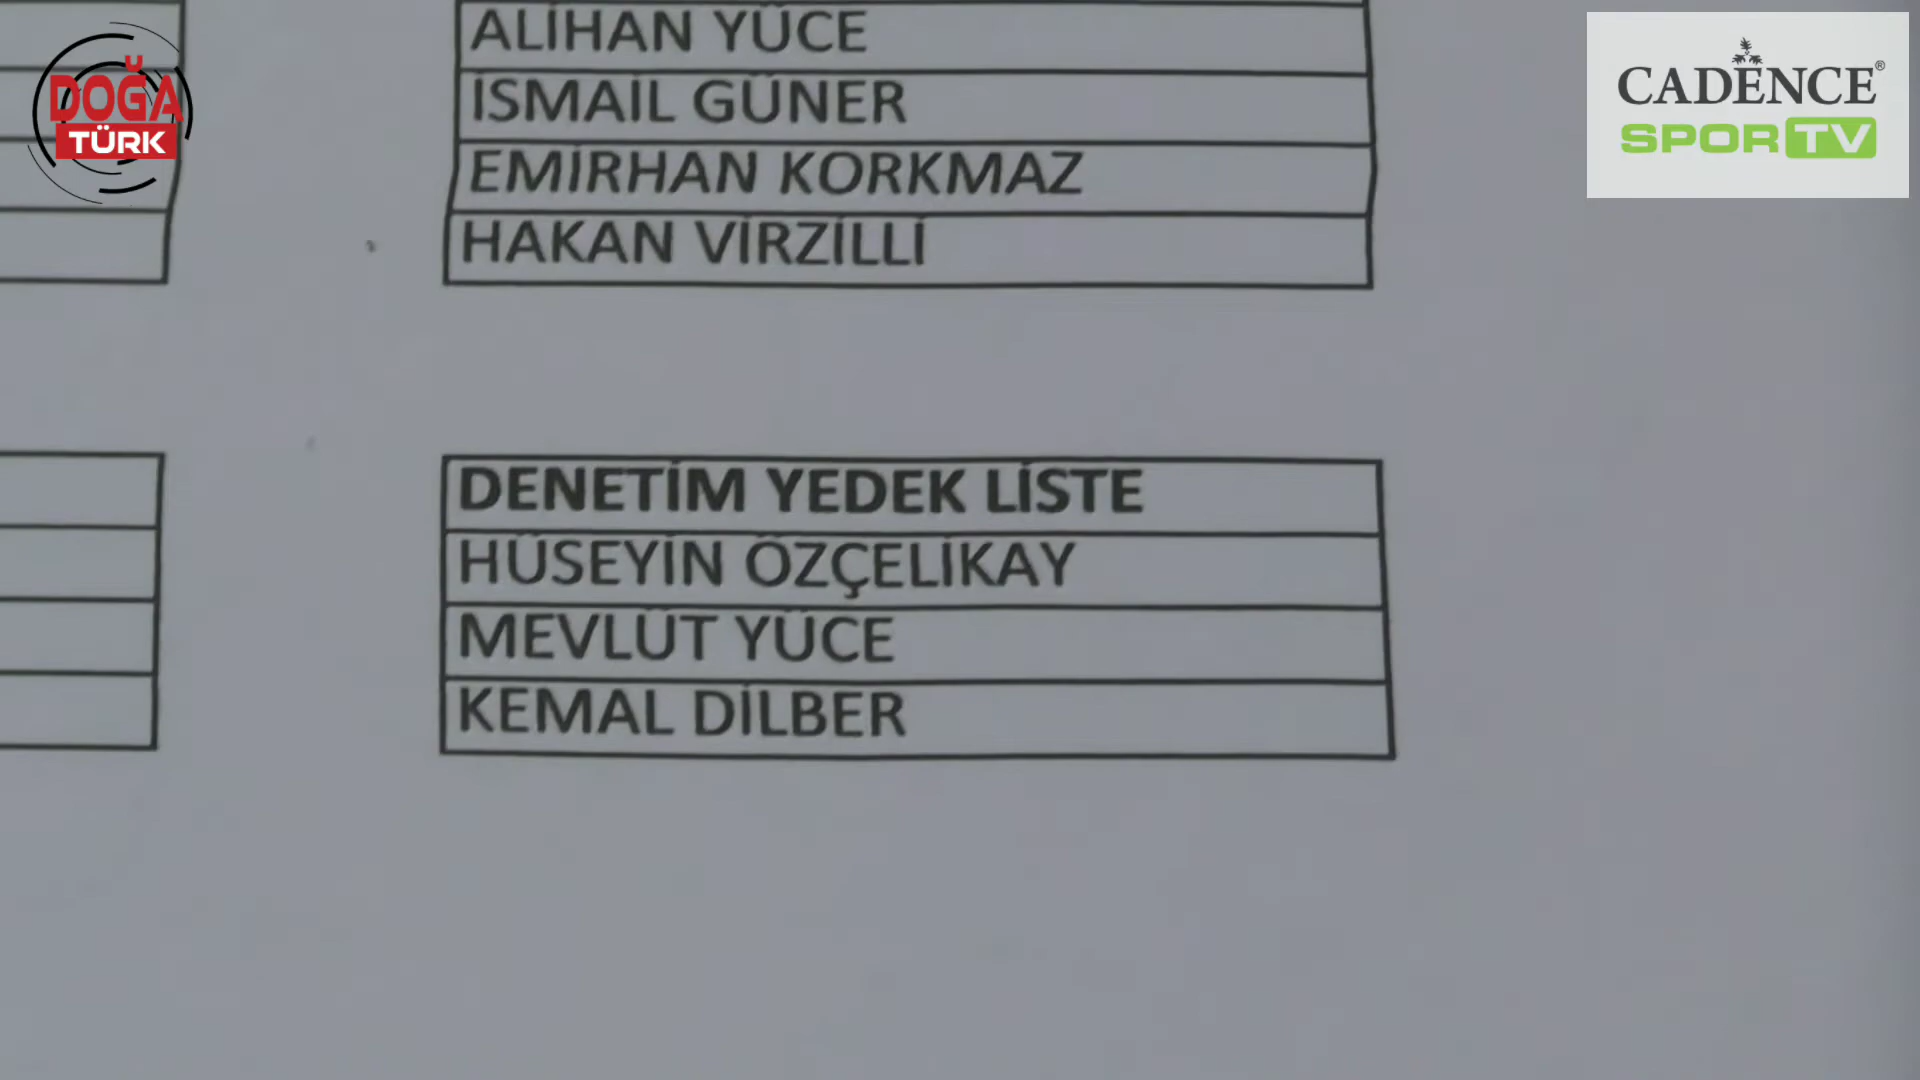 DOĞA
TÜRK
CADENCE®
SPOR TV
ALİHAN YÜCE
İSMAİL GÜNER
EMİRHAN KORKMAZ
HAKAN VİRZİLLİ
DENETİM YEDEK LİSTE
HÜSEYİN ÖZÇELİKAY
MEVLÜT YÜCE
KEMAL DİLBER